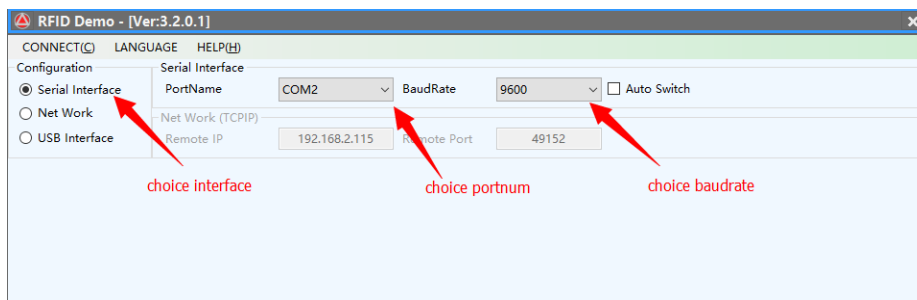 RFID Demo - [Ver:3.2.0.1]
CONNECT(C) LANGUAGE HELP(H)
Configuration
Serial Interface
Net Work
USB Interface
Serial Interface
PortName COM2 BaudRate 9600 Auto Switch
Net Work (TCPIP)
Remote IP 192.168.2.115 Remote Port 49152
choice interface
choice portnum
choice baudrate